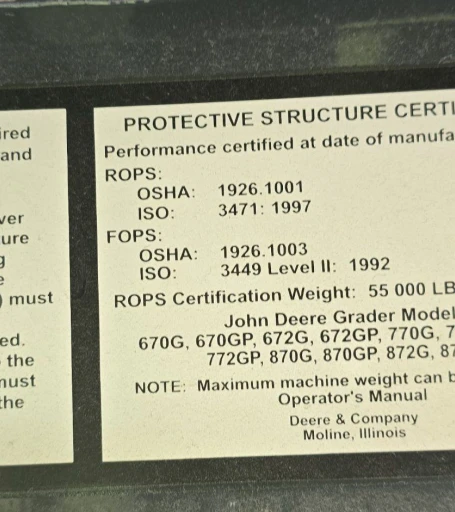 ired
and
ver
ure
g
e
) must
ed.
the
must
the
PROTECTIVE STRUCTURE CERTI
Performance certified at date of manufa
ROPS:
OSHA: 1926.1001
ISO: 3471: 1997
FOPS:
OSHA: 1926.1003
ISO: 3449 Level II: 1992
ROPS Certification Weight: 55 000 LB
John Deere Grader Model
670G, 670GP, 672G, 672GP, 770G, 7
772GP, 870G, 870GP, 872G, 87
NOTE: Maximum machine weight can b
Operator's Manual
Deere & Company
Moline, Illinois